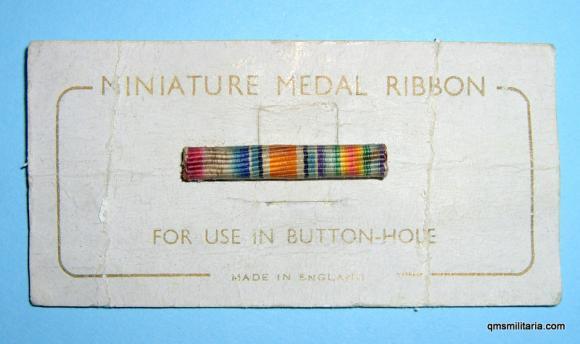 MINIATURE MEDAL RIBBON
FOR USE IN BUTTON-HOLE
MADE IN ENGLAND
qmsmilitaria.com